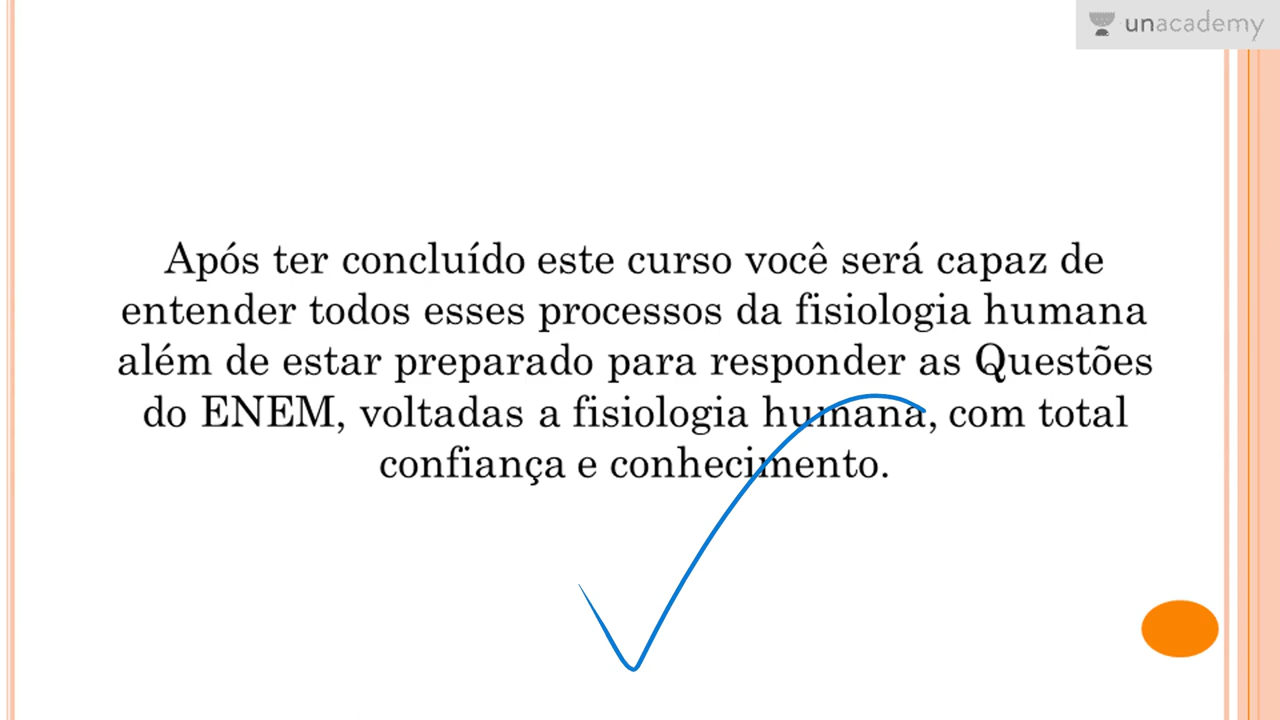 unacademy
Após ter concluído este curso você será capaz de
entender todos esses processos da fisiologia humana
além de estar preparado para responder as Questões
do ENEM, voltadas a fisiologia humana, com total
confiança e conhecimento.